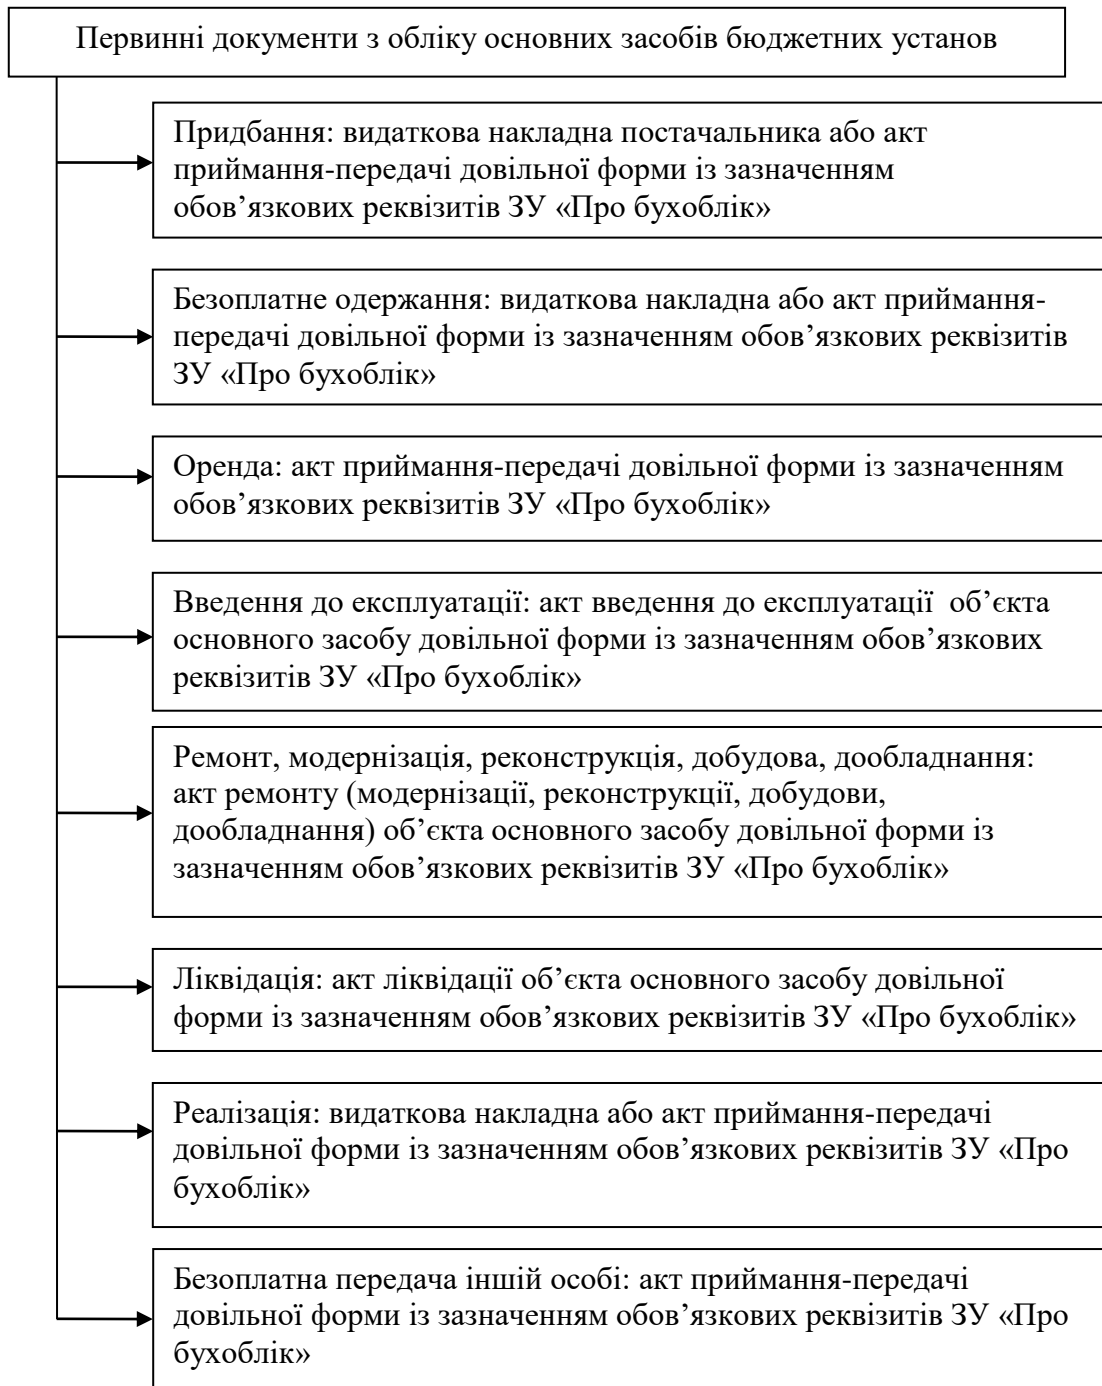 Первинні документи з обліку основних засобів бюджетних установ
Придбання: видаткова накладна постачальника або акт
приймання-передачі довільної форми із зазначенням
обов’язкових реквізитів ЗУ «Про бухоблік»
Безоплатне одержання: видаткова накладна або акт приймання-
передачі довільної форми із зазначенням обов’язкових реквізитів
ЗУ «Про бухоблік»
Оренда: акт приймання-передачі довільної форми із зазначенням
обов’язкових реквізитів ЗУ «Про бухоблік»
Введення до експлуатації: акт введення до експлуатації  об’єкта
основного засобу довільної форми із зазначенням обов’язкових
реквізитів ЗУ «Про бухоблік»
Ремонт, модернізація, реконструкція, добудова, дообладнання:
акт ремонту (модернізації, реконструкції, добудови,
дообладнання) об’єкта основного засобу довільної форми із
зазначенням обов’язкових реквізитів ЗУ «Про бухоблік»
Ліквідація: акт ліквідації об’єкта основного засобу довільної
форми із зазначенням обов’язкових реквізитів ЗУ «Про бухоблік»
Реалізація: видаткова накладна або акт приймання-передачі
довільної форми із зазначенням обов’язкових реквізитів ЗУ «Про
бухоблік»
Безоплатна передача іншій особі: акт приймання-передачі
довільної форми із зазначенням обов’язкових реквізитів ЗУ «Про
бухоблік»